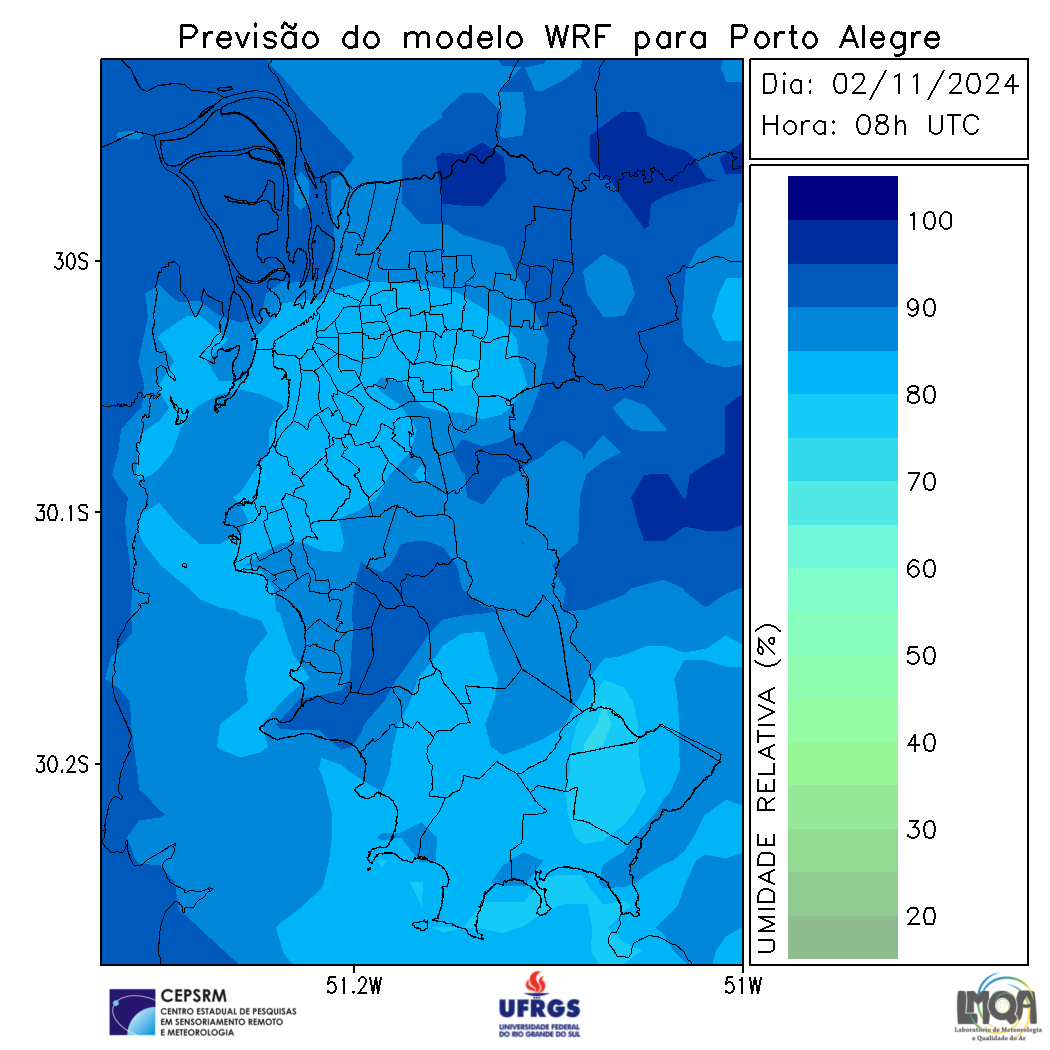 Previsão do modelo WRF para Porto Alegre
Dia: 02/11/2024
Hora: 08h UTC
30S
30.1S
30.2S
51.2W
51W
UMIDADE RELATIVA (%)
100
90
80
70
60
50
40
30
20
CEPSRM
CENTRO ESTADUAL DE PESQUISAS
EM SENSORIAMENTO REMOTO
E METEOROLOGIA
UFRGS
UNIVERSIDADE FEDERAL
DO RIO GRANDE DO SUL
LMQA
Laboratório de Meteorologia
e Qualidade do Ar